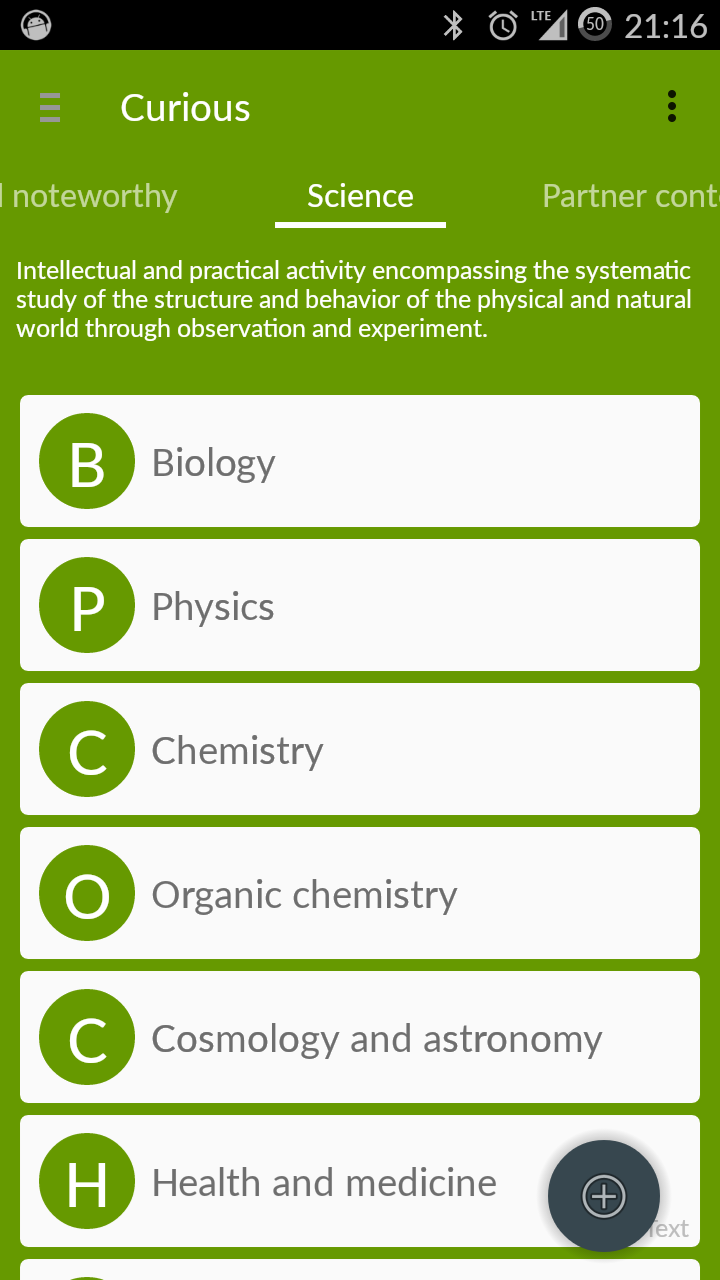 LTE 50 21:16
Curious
noteworthy Science Partner
Intellectual and practical activity encompassing the systematic
study of the structure and behavior of the physical and natural
world through observation and experiment.
B Biology
P Physics
C Chemistry
O Organic chemistry
C Cosmology and astronomy
H Health and medicine
Text